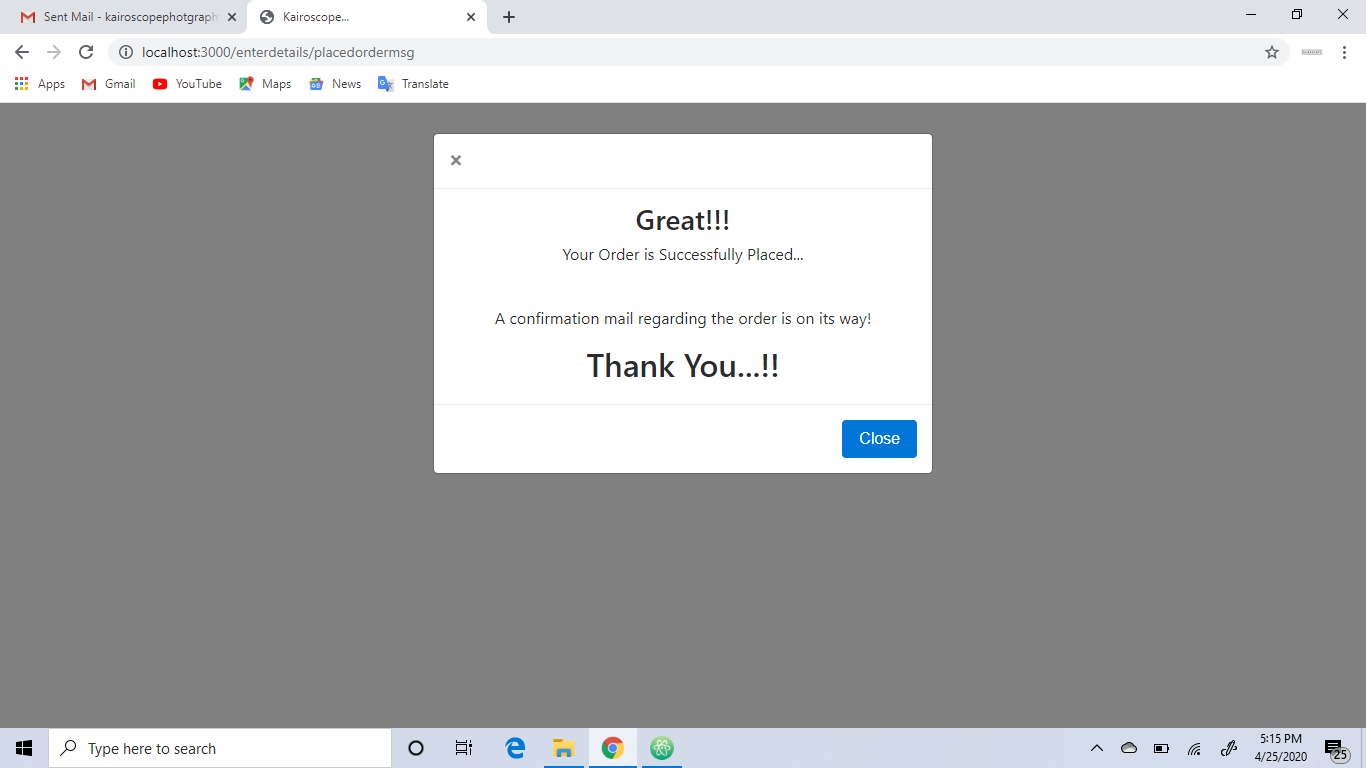 Sent Mail - kairoscopephotgraph
Kairoscope...
localhost:3000/enterdetails/placedordermsg
Apps
Gmail
YouTube
Maps
News
Translate
Great!!!
Your Order is Successfully Placed...
A confirmation mail regarding the order is on its way!
Thank You...!!
Close
Type here to search
5:15 PM
4/25/2020
25